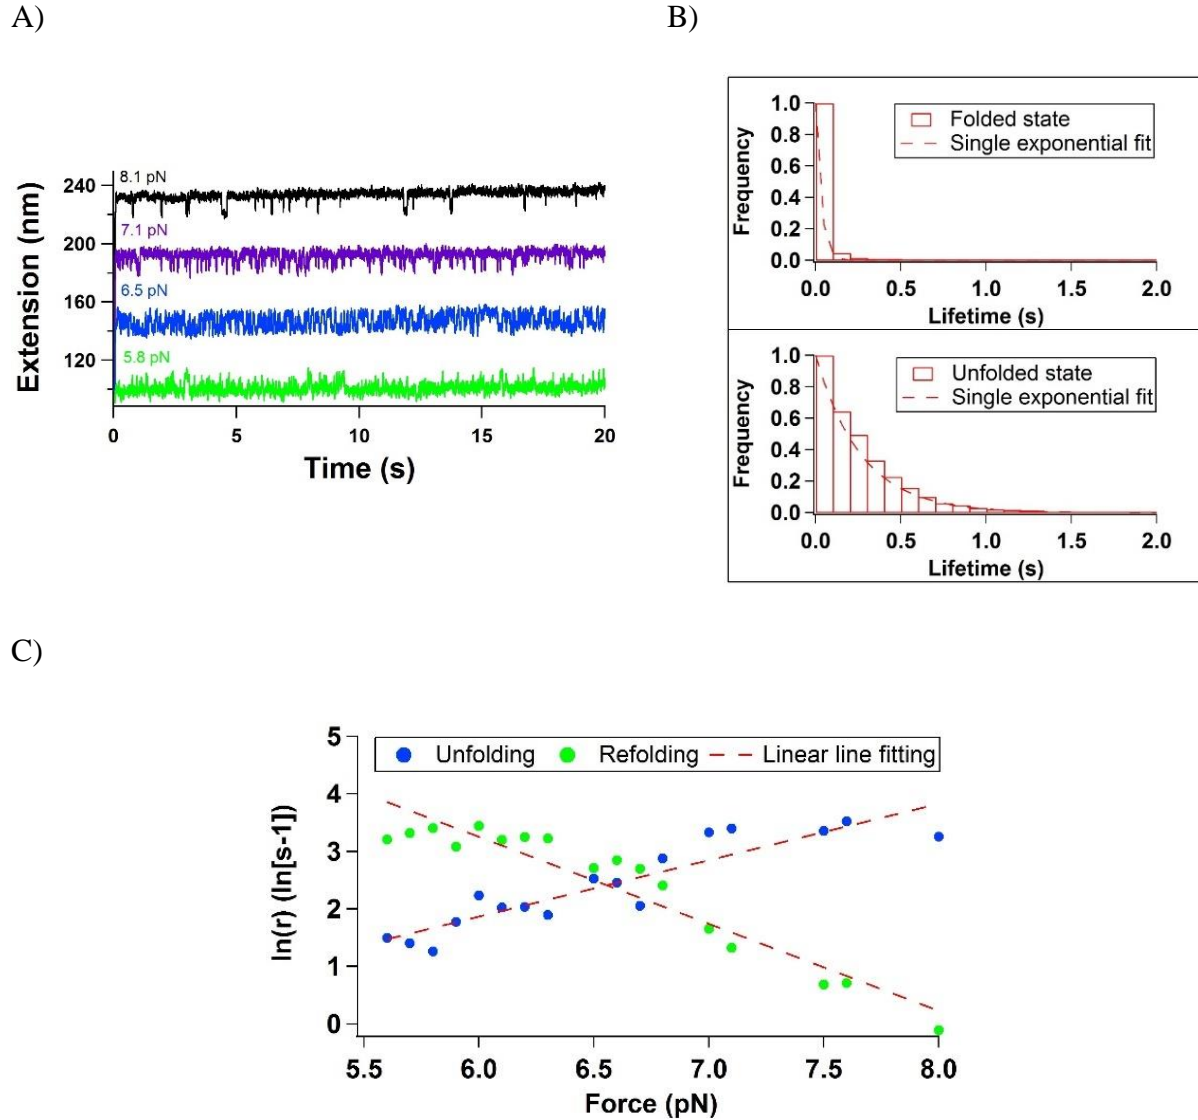 A)
Extension (nm)
240
200
160
120
8.1 pN
7.1 pN
6.5 pN
5.8 pN
0 5 10 15 20
Time (s)
B)
Frequency
1.0
0.8
0.6
0.4
0.2
0.0
Folded state
Single exponential fit
0.0 0.5 1.0 1.5 2.0
Lifetime (s)
Frequency
1.0
0.8
0.6
0.4
0.2
0.0
Unfolded state
Single exponential fit
0.0 0.5 1.0 1.5 2.0
Lifetime (s)
C)
ln(r) (ln[s-1])
5
4
3
2
1
0
Unfolding Refolding Linear line fitting
5.5 6.0 6.5 7.0 7.5 8.0
Force (pN)